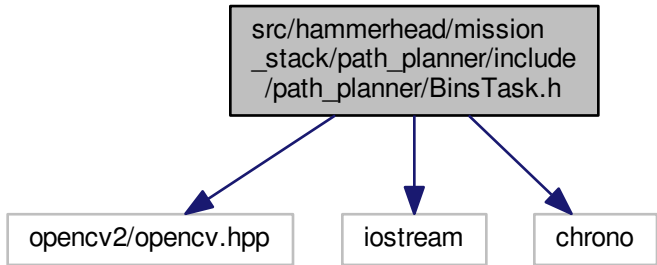 src/hammerhead/mission
_stack/path_planner/include
/path_planner/BinsTask.h
opencv2/opencv.hpp
iostream
chrono